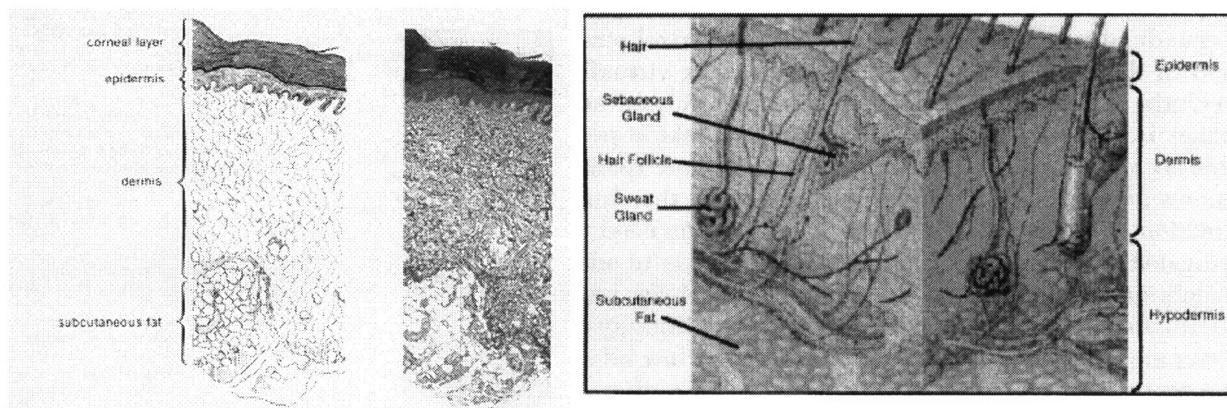 corneal layer
epidermis
dermis
subcutaneous fat
Hair
Sebaceous
Gland
Hair Follicle
Sweat
Gland
Subcutaneous
Fat
Epidermis
Dermis
Hypodermis